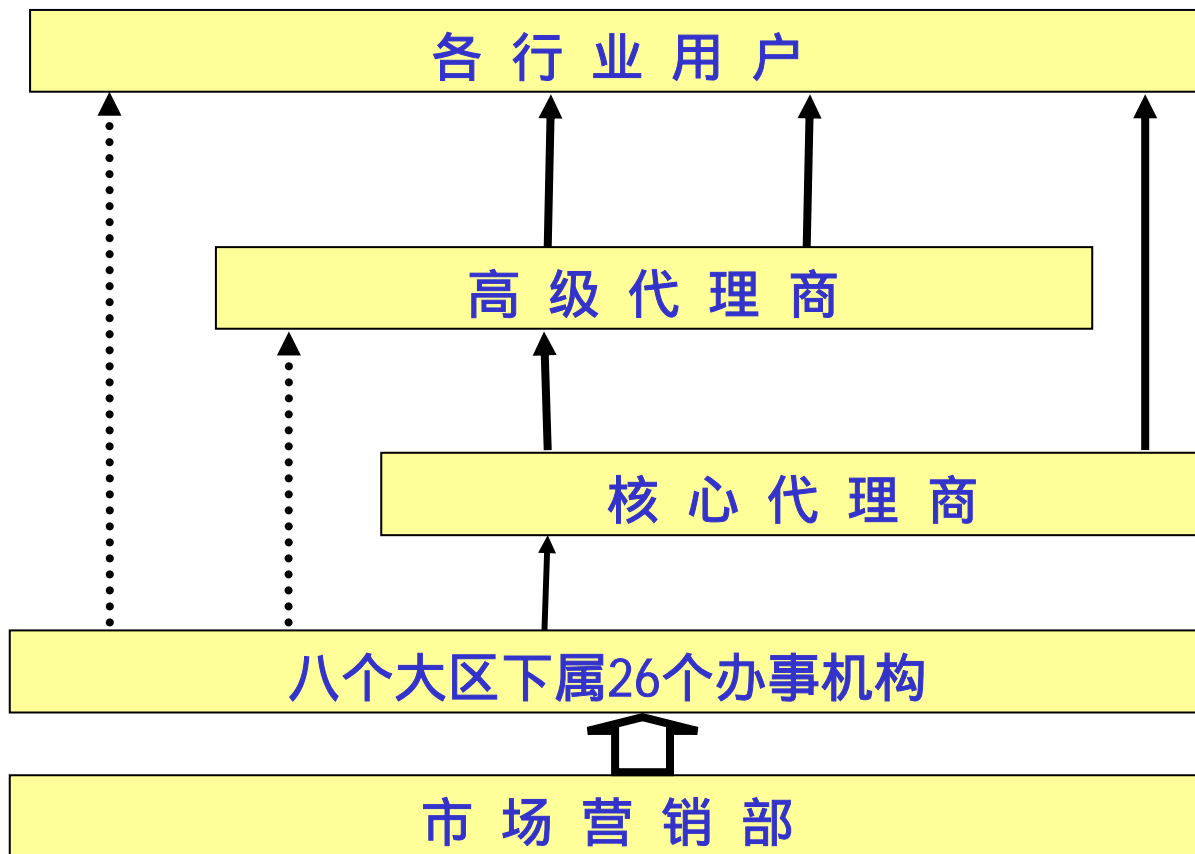 各行业用户
高级代理商
核心代理商
八个大区下属26个办事机构
市场营销部